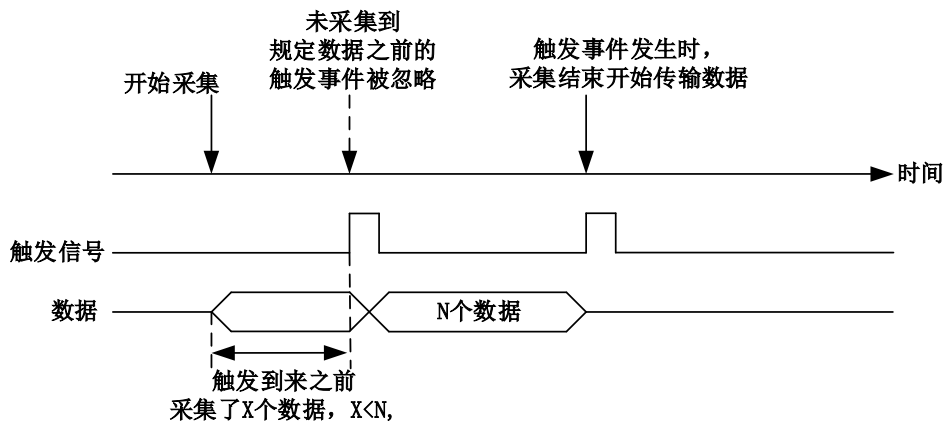 未采集到
规定数据之前的
触发事件被忽略
触发事件发生时，
采集结束开始传输数据
开始采集
时间
触发信号
数据
N个数据
触发到来之前
采集了X个数据，X<N,